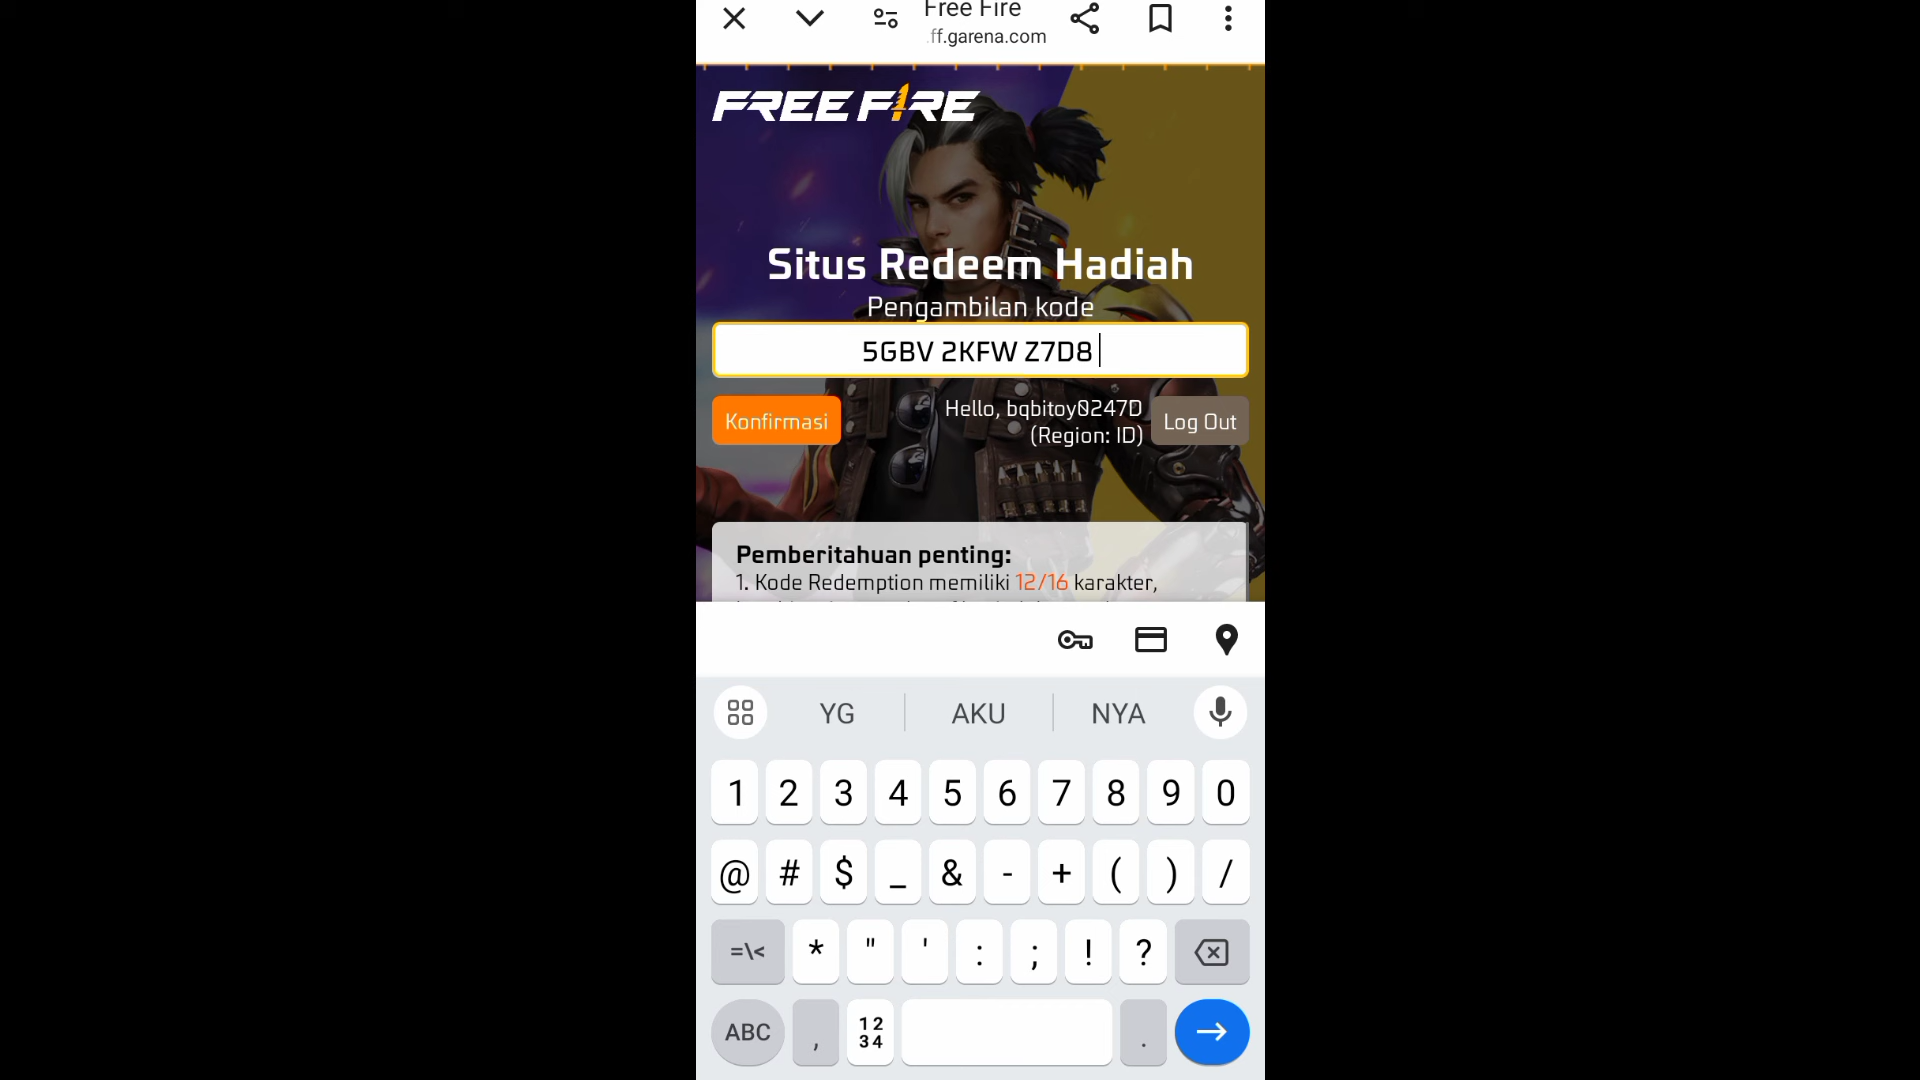 Free Fire
.ff.garena.com
FREE FIRE
Situs Redeem Hadiah
Pengambilan kode
5GBV 2KFW Z7D8
Konfirmasi
Hello, bqbitoy0247D
(Region: ID)
Log Out
Pemberitahuan penting:
1. Kode Redemption memiliki 12/16 karakter,
YG AKU NYA
1 2 3 4 5 6 7 8 9 0
@ # $ _ & - + ( ) /
=\< * " ' : ; ! ?
ABC , 12 34 .